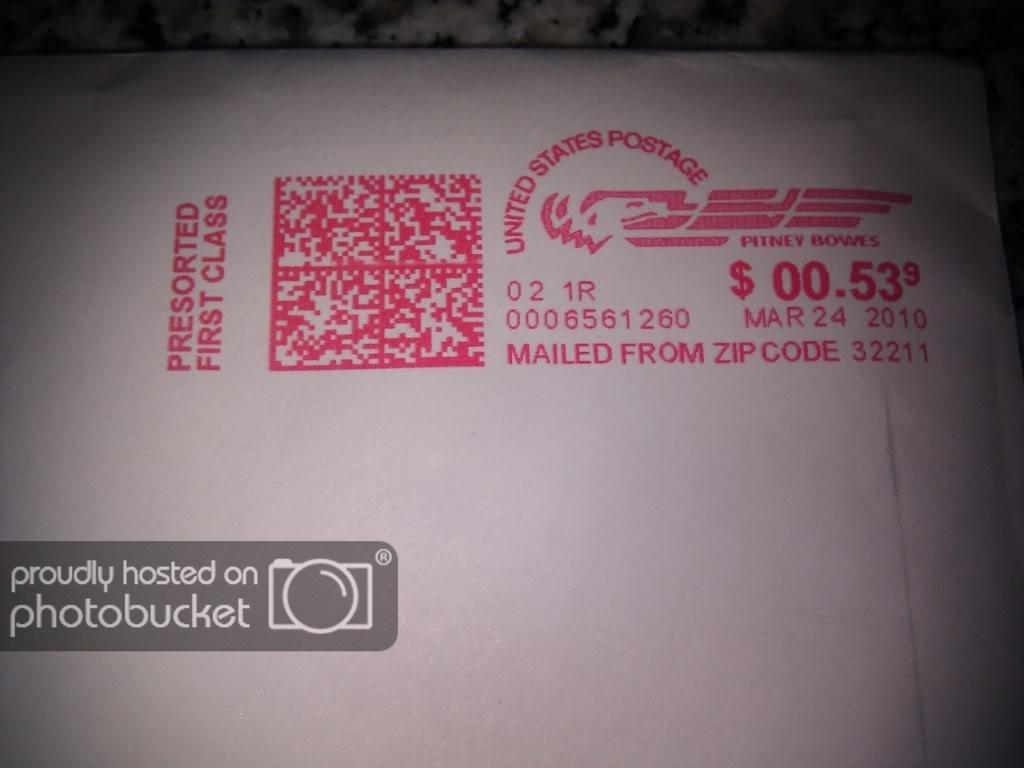 PRESORTED
FIRST CLASS
UNITED STATES POSTAGE
PITNEY BOWES
$ 00.53⁹
02 1R
0006561260 MAR 24 2010
MAILED FROM ZIP CODE 32211
proudly hosted on
photobucket®